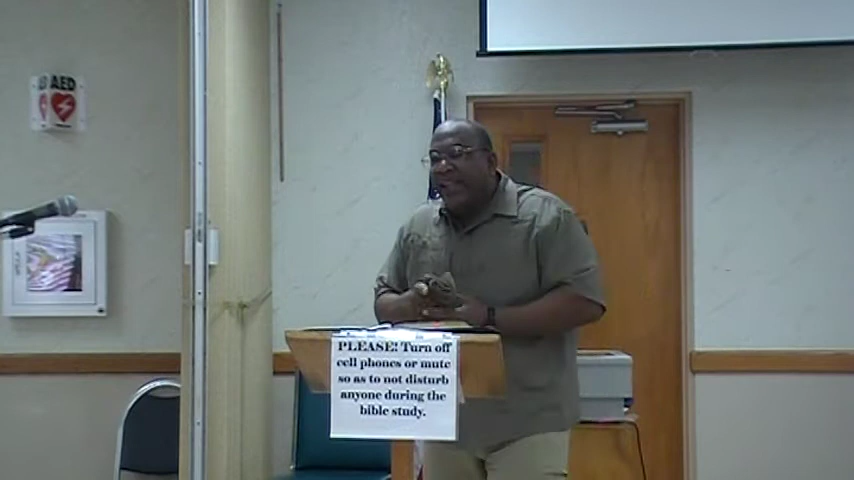 AED
PLEASE! Turn off
cell phones or mute
so as to not disturb
anyone during the
bible study.